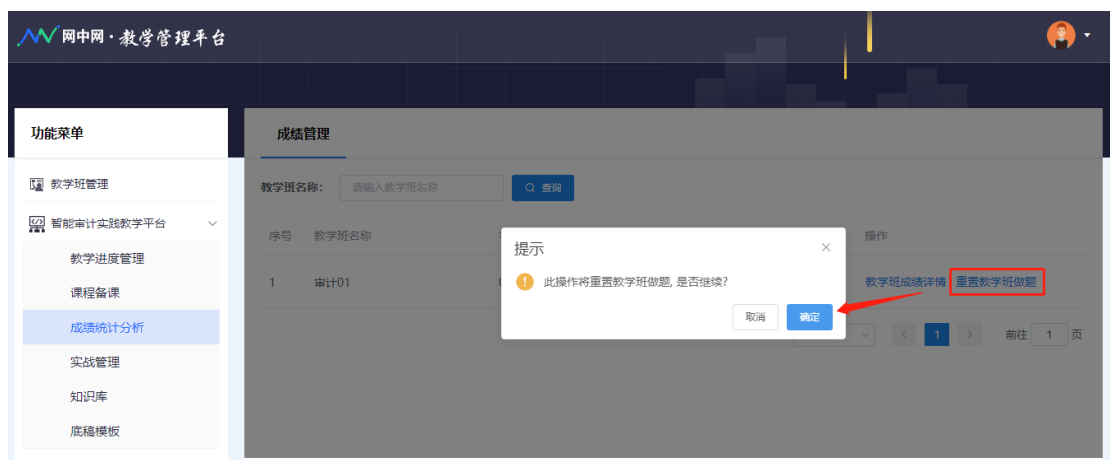 网中网·教学管理平台
功能菜单
成绩管理
教学班管理
智能审计实践教学平台
教学进度管理
课程备课
成绩统计分析
实战管理
知识库
底稿模板
教学班名称： 请输入教学班名称 查询
序号 教学班名称 操作
1 审计01 教学班成绩详情 重置教学班做题
提示
此操作将重置教学班做题, 是否继续?
取消 确定
1 前往 1 页